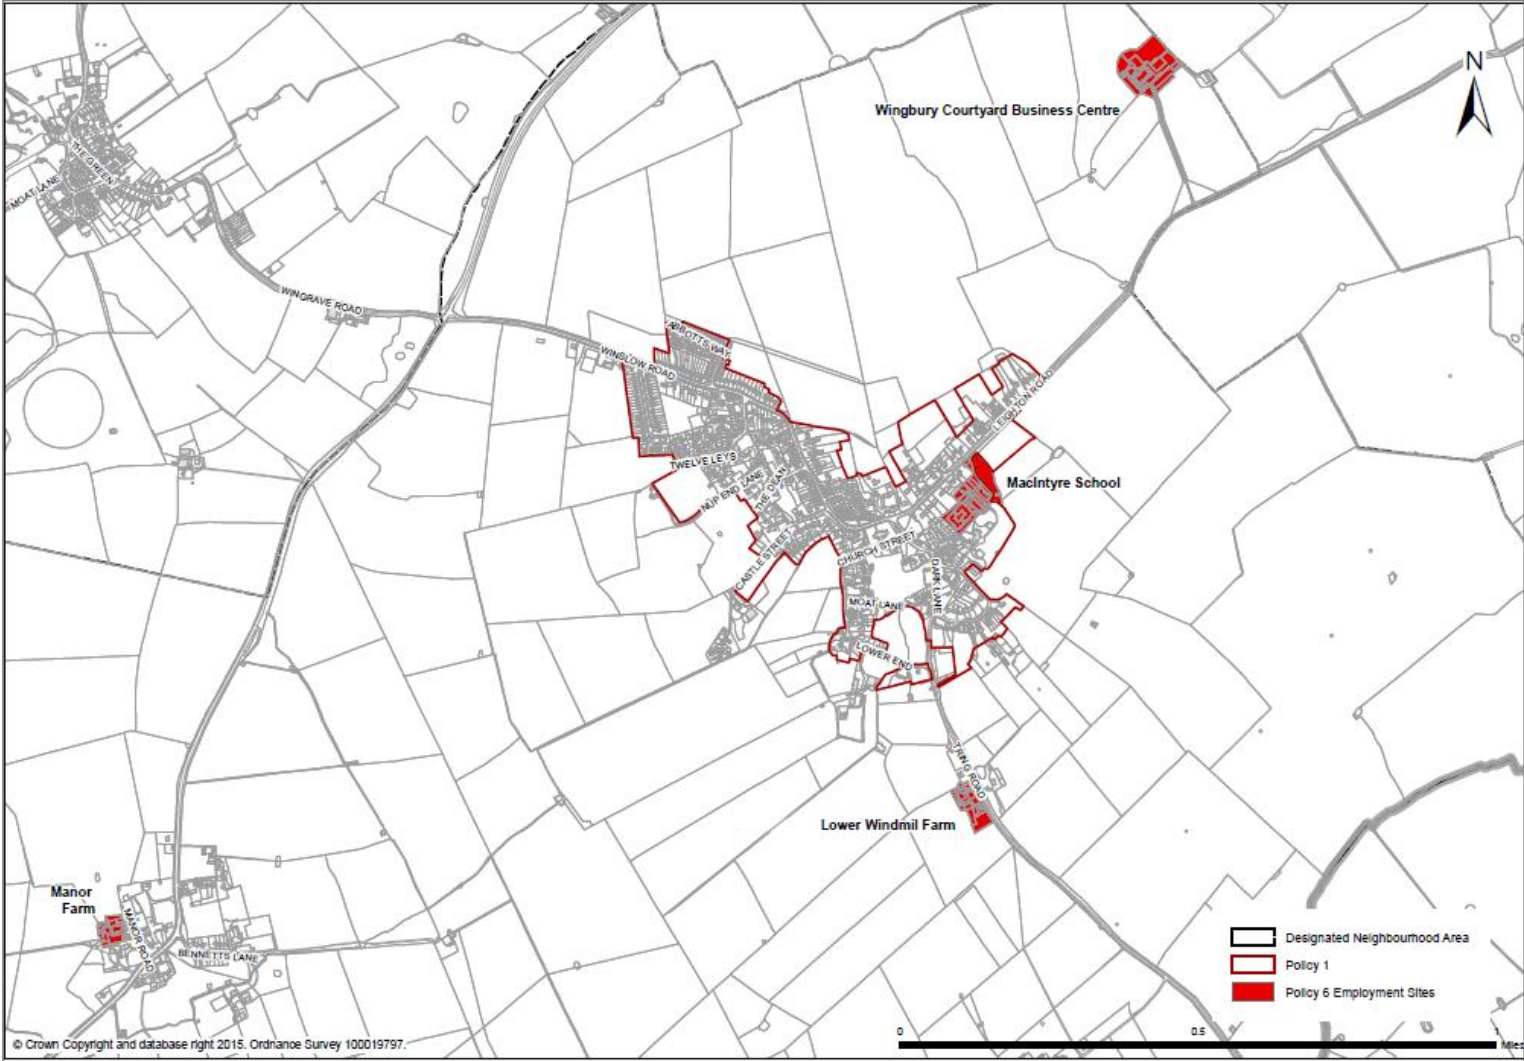 N
Wingbury Courtyard Business Centre
THE GREEN
MOAT LANE
WINGRAVE ROAD
ABBOTTS WAY
WINSLOW ROAD
LEIGHTON ROAD
TWELVE LEYS
NUP END LANE
THE DEAN
MacIntyre School
CASTLE STREET
CHURCH STREET
DARK LANE
MOAT LANE
LOWER END
TRING ROAD
Lower Windmil Farm
Manor
Farm
MANOR ROAD
BENNETTS LANE
Designated Neighbourhood Area
Policy 1
Policy 6 Employment Sites
0 0.5 1
Miles
© Crown Copyright and database right 2015. Ordnance Survey 100019797.